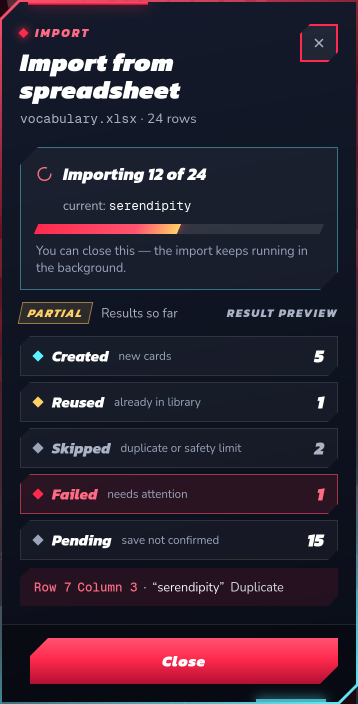 IMPORT
Import from
spreadsheet
vocabulary.xlsx · 24 rows
Importing 12 of 24
current: serendipity
You can close this — the import keeps running in
the background.
PARTIAL Results so far RESULT PREVIEW
Created new cards 5
Reused already in library 1
Skipped duplicate or safety limit 2
Failed needs attention 1
Pending save not confirmed 15
Row 7 Column 3 · “serendipity” Duplicate
Close